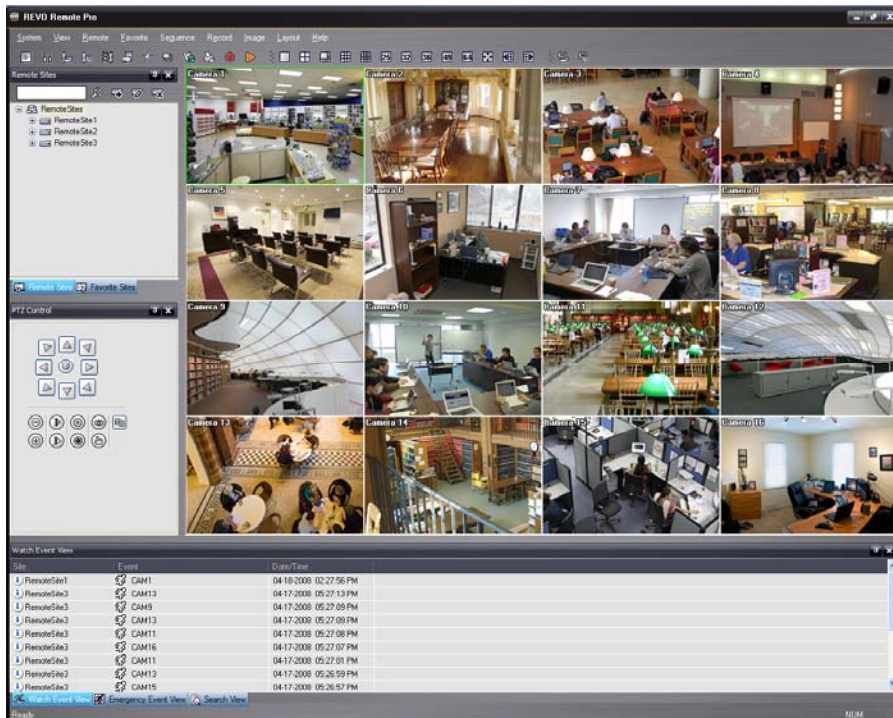 REVO Remote Pro
System View Remote Favorite Sequence Record Image Layout Help
Remote Sites
RemoteSites
RemoteSite1
RemoteSite2
RemoteSite3
Remote Sites Favorite Sites
PTZ Control
Camera 1 Camera 2 Camera 3 Camera 4
Camera 5 Camera 6 Camera 7 Camera 8
Camera 9 Camera 10 Camera 11 Camera 12
Camera 13 Camera 14 Camera 15 Camera 16
Watch Event View
Site Event Date/Time
RemoteSite1 CAM1 04-18-2008 02:27:56 PM
RemoteSite3 CAM13 04-17-2008 05:27:13 PM
RemoteSite3 CAM9 04-17-2008 05:27:09 PM
RemoteSite3 CAM13 04-17-2008 05:27:09 PM
RemoteSite3 CAM11 04-17-2008 05:27:08 PM
RemoteSite3 CAM16 04-17-2008 05:27:07 PM
RemoteSite3 CAM11 04-17-2008 05:27:01 PM
RemoteSite3 CAM13 04-17-2008 05:26:59 PM
RemoteSite3 CAM15 04-17-2008 05:26:57 PM
Watch Event View Emergency Event View Search View
Ready NUM